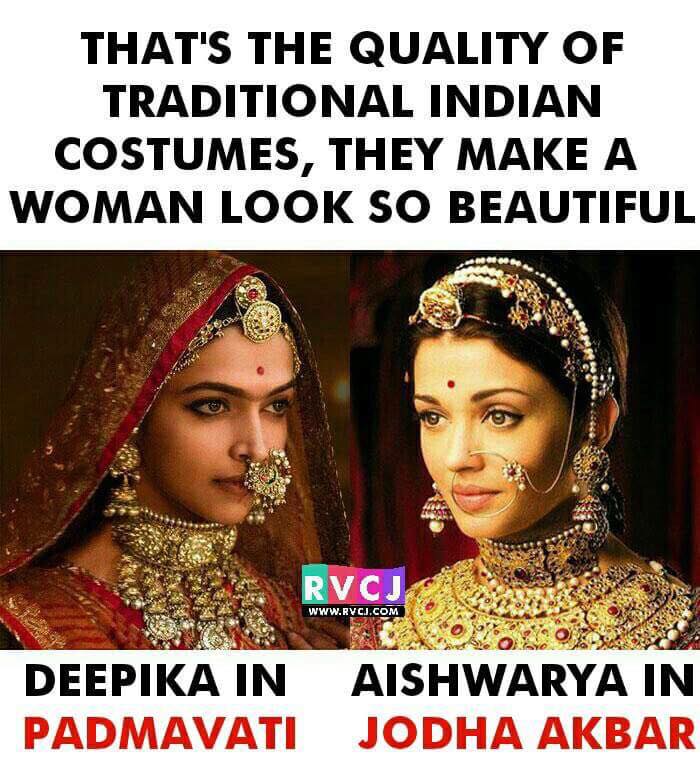 THAT'S THE QUALITY OF
TRADITIONAL INDIAN
COSTUMES, THEY MAKE A
WOMAN LOOK SO BEAUTIFUL
RVCJ
WWW.RVCJ.COM
DEEPIKA IN
PADMAVATI
AISHWARYA IN
JODHA AKBAR